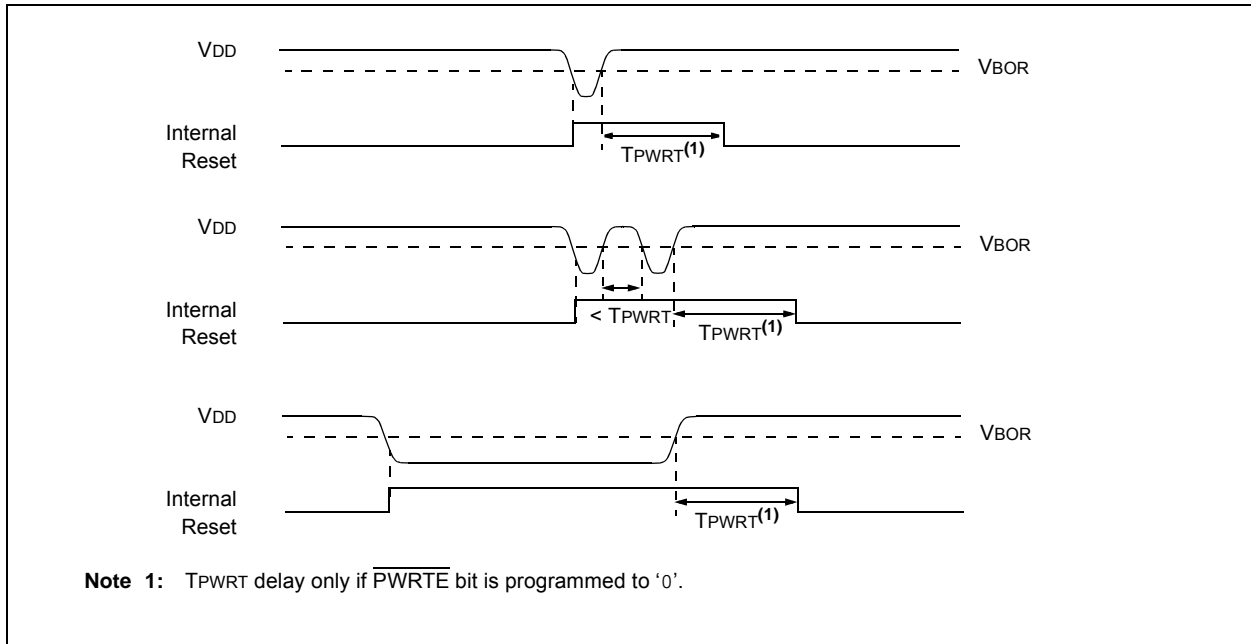 VDD
VBOR
Internal
Reset
TPWRT(1)
VDD
VBOR
Internal
Reset
< TPWRT
TPWRT(1)
VDD
VBOR
Internal
Reset
TPWRT(1)
Note 1: TPWRT delay only if PWRTE bit is programmed to ‘0’.